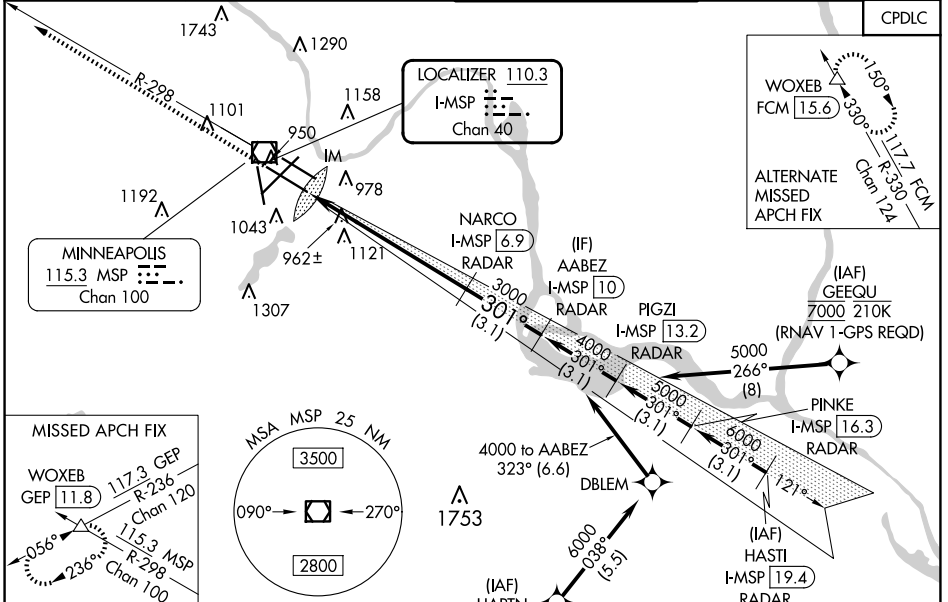 CPDLC
1743
1290
R-298
1101
1158
950
IM
978
1192
1043
1121
962±
1307
LOCALIZER 110.3
I-MSP
Chan 40
MINNEAPOLIS
115.3 MSP
Chan 100
WOXEB
FCM 15.6
150°
330°
117.7 FCM
R-330
Chan 124
ALTERNATE
MISSED
APCH FIX
NARCO
I-MSP 6.9
RADAR
(IF)
AABEZ
I-MSP 10
RADAR
PIGZI
I-MSP 13.2
RADAR
(IAF)
GEEQU
7000 210K
(RNAV 1-GPS REQD)
3000
301°
(3.1)
4000
301°
(3.1)
5000
301°
(3.1)
6000
301°
(3.1)
121°
5000
266°
(8)
PINKE
I-MSP 16.3
RADAR
4000 to AABEZ
323° (6.6)
DBLEM
6000
038°
(5.5)
(IAF)
(IAF)
HASTI
I-MSP 19.4
RADAR
1753
MISSED APCH FIX
WOXEB
GEP 11.8
117.3 GEP
R-236
Chan 120
056°
236°
115.3 MSP
R-298
Chan 100
MSA MSP 25 NM
3500
090°
270°
2800